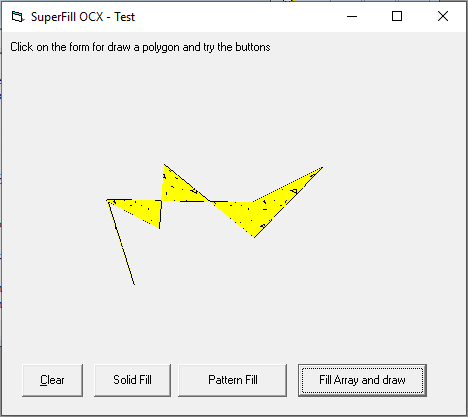 SuperFill OCX - Test
Click on the form for draw a polygon and try the buttons
Clear
Solid Fill
Pattern Fill
Fill Array and draw